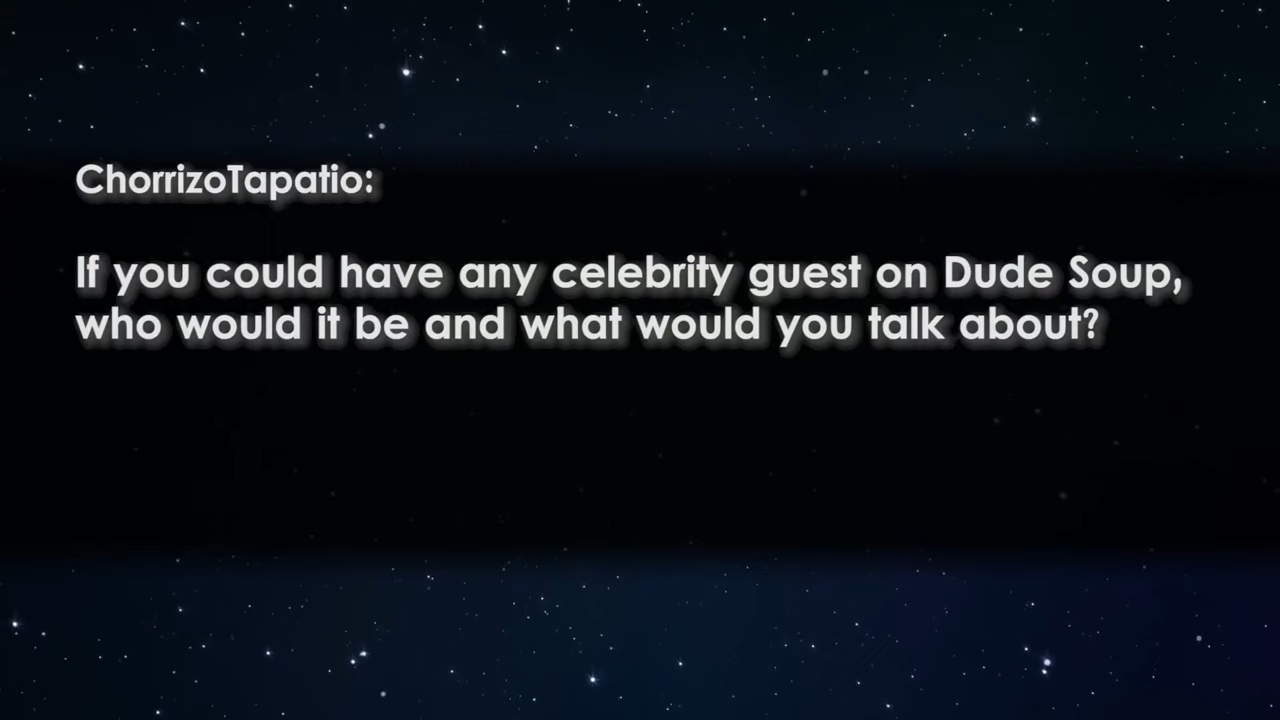 ChorrizoTapatio:
If you could have any celebrity guest on Dude Soup,
who would it be and what would you talk about?